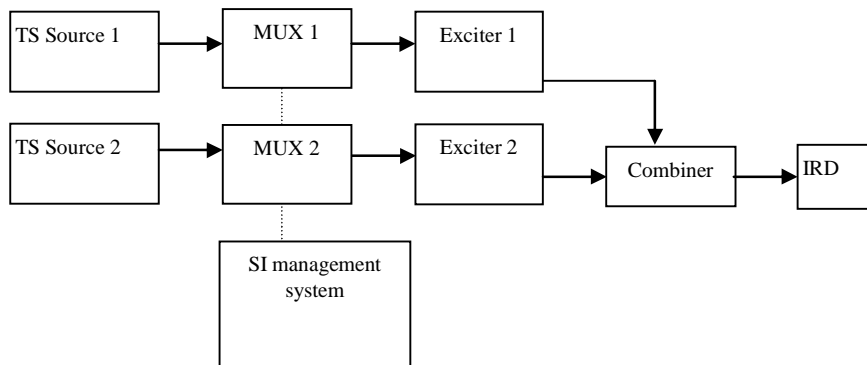 TS Source 1
MUX 1
Exciter 1
TS Source 2
MUX 2
Exciter 2
Combiner
IRD
SI management
system